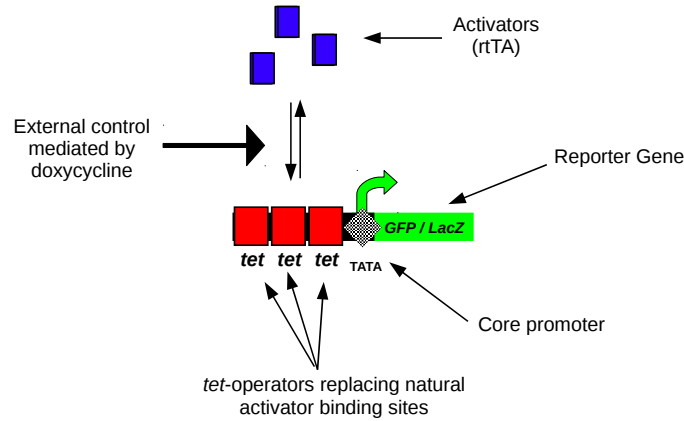 Activators
(rtTA)
External control
mediated by
doxycycline
Reporter Gene
GFP / LacZ
tet tet tet TATA
Core promoter
tet-operators replacing natural
activator binding sites